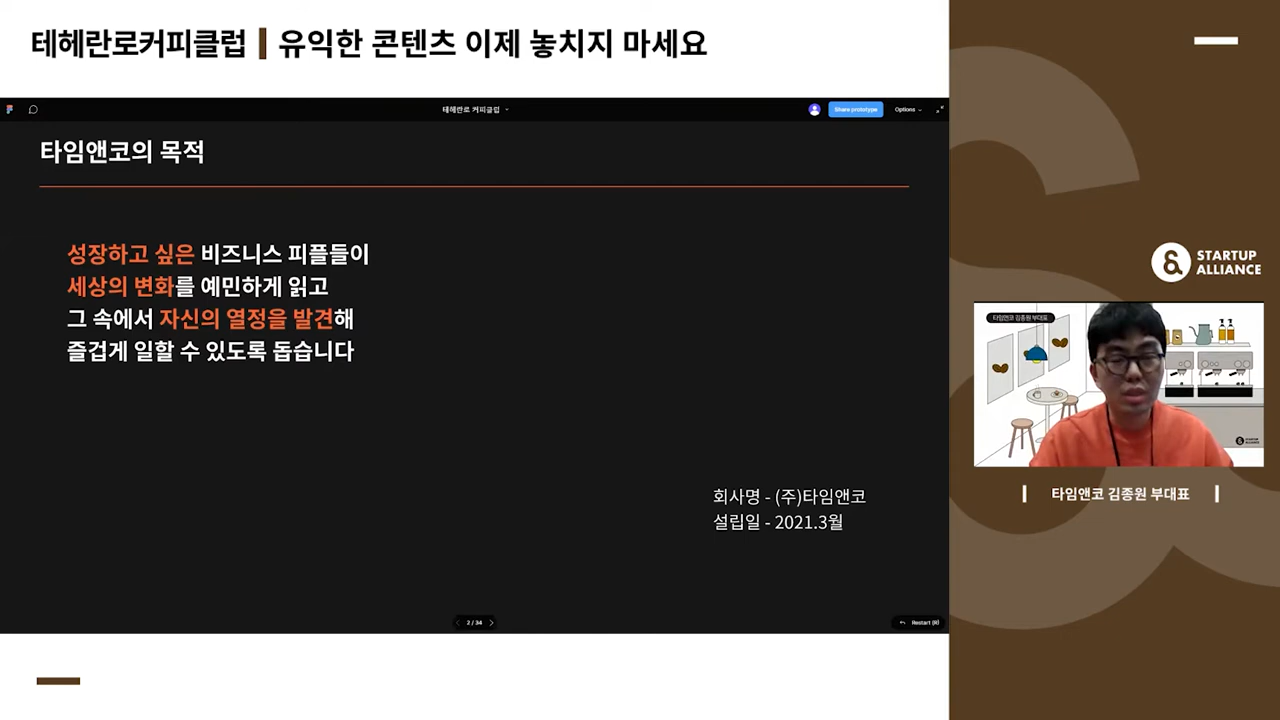 테헤란로커피클럽 | 유익한 콘텐츠 이제 놓치지 마세요
테헤란로 커피클럽
Share prototype
Options
타임앤코의 목적
성장하고 싶은 비즈니스 피플들이
세상의 변화를 예민하게 읽고
그 속에서 자신의 열정을 발견해
즐겁게 일할 수 있도록 돕습니다
회사명 - (주)타임앤코
설립일 - 2021.3월
2 / 34
Restart (R)
STARTUP
ALLIANCE
타임앤코 김종원 부대표
STARTUP
ALLIANCE
타임앤코 김종원 부대표